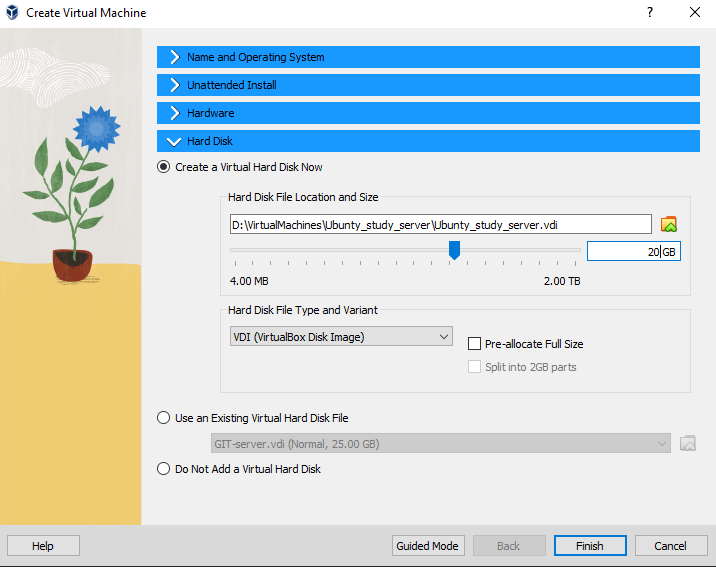 Create Virtual Machine
?
Name and Operating System
Unattended Install
Hardware
Hard Disk
Create a Virtual Hard Disk Now
Hard Disk File Location and Size
D:\VirtualMachines\Ubunty_study_server\Ubunty_study_server.vdi
20 GB
4.00 MB 2.00 TB
Hard Disk File Type and Variant
VDI (VirtualBox Disk Image)
Pre-allocate Full Size
Split into 2GB parts
Use an Existing Virtual Hard Disk File
GIT-server.vdi (Normal, 25.00 GB)
Do Not Add a Virtual Hard Disk
Help Guided Mode Back Finish Cancel